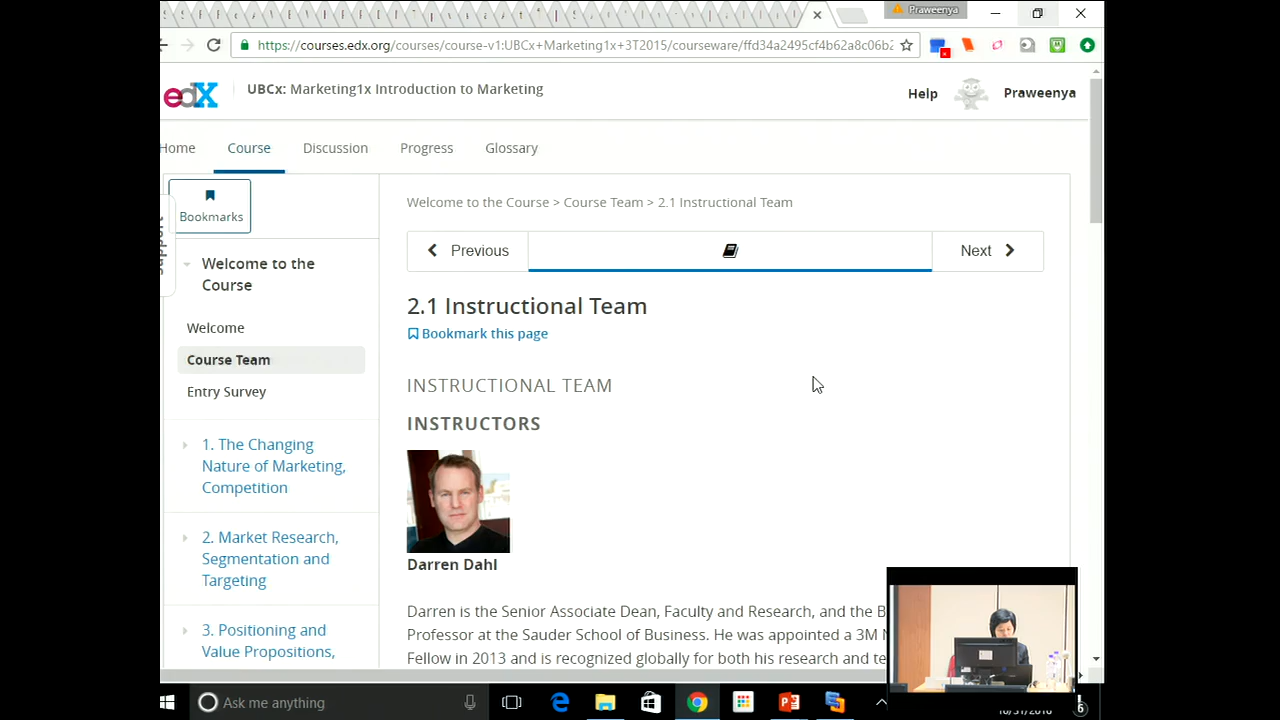 Praweenya
https://courses.edx.org/courses/course-v1:UBCx+Marketing1x+3T2015/courseware/ffd34a2495cf4b62a8c06b2
edX
UBCx: Marketing1x Introduction to Marketing
Help
Praweenya
Home
Course
Discussion
Progress
Glossary
Bookmarks
Support
Welcome to the Course > Course Team > 2.1 Instructional Team
Previous
Next
Welcome to the
Course
Welcome
Course Team
Entry Survey
1. The Changing
Nature of Marketing,
Competition
2. Market Research,
Segmentation and
Targeting
3. Positioning and
Value Propositions,
2.1 Instructional Team
Bookmark this page
INSTRUCTIONAL TEAM
INSTRUCTORS
Darren Dahl
Darren is the Senior Associate Dean, Faculty and Research, and the B
Professor at the Sauder School of Business. He was appointed a 3M N
Fellow in 2013 and is recognized globally for both his research and te
Ask me anything
10/31/2016